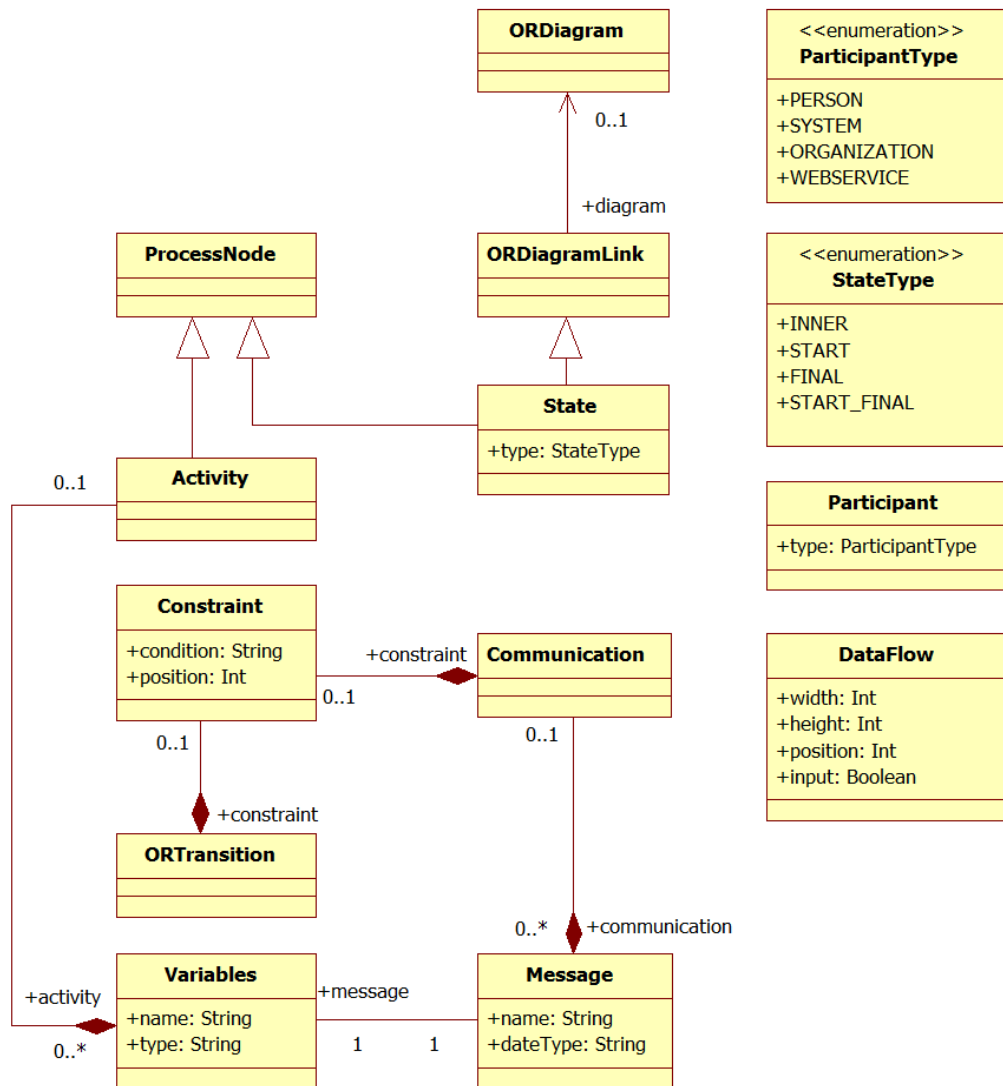 ORDiagram
<<enumeration>>
ParticipantType
+PERSON
+SYSTEM
+ORGANIZATION
+WEBSERVICE
0..1
+diagram
ProcessNode
ORDiagramLink
<<enumeration>>
StateType
+INNER
+START
+FINAL
+START_FINAL
State
+type: StateType
0..1
Activity
Participant
+type: ParticipantType
Constraint
+condition: String
+position: Int
+constraint
0..1
Communication
DataFlow
+width: Int
+height: Int
+position: Int
+input: Boolean
0..1
0..1
+constraint
ORTransition
0..*
+communication
+activity
0..*
Variables
+name: String
+type: String
+message
1
1
Message
+name: String
+dateType: String